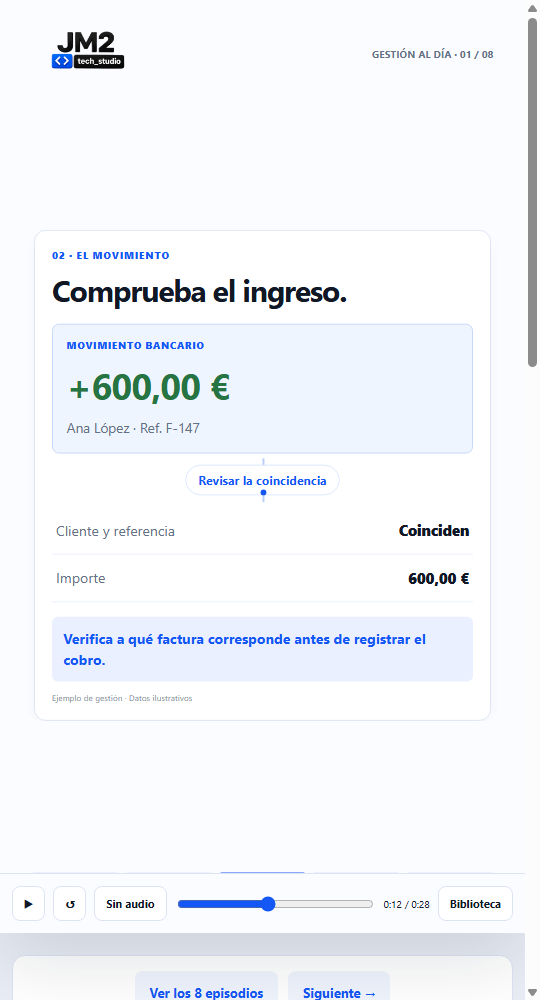 JM2
<> tech_studio
GESTIÓN AL DÍA · 01 / 08
02 · EL MOVIMIENTO
Comprueba el ingreso.
MOVIMIENTO BANCARIO
+600,00 €
Ana López · Ref. F-147
Revisar la coincidencia
Cliente y referencia Coinciden
Importe 600,00 €
Verifica a qué factura corresponde antes de registrar el
cobro.
Ejemplo de gestión · Datos ilustrativos
▶ ↺ Sin audio 0:12 / 0:28 Biblioteca
Ver los 8 episodios Siguiente →